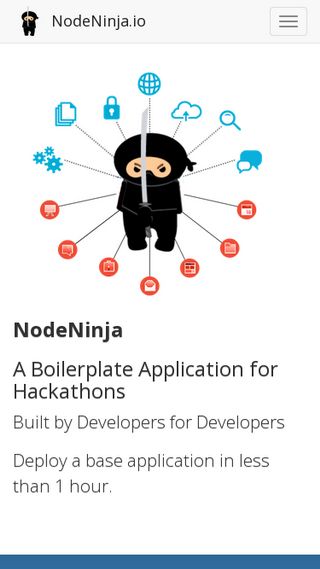 NodeNinja.io
NodeNinja
A Boilerplate Application for
Hackathons
Built by Developers for Developers
Deploy a base application in less
than 1 hour.